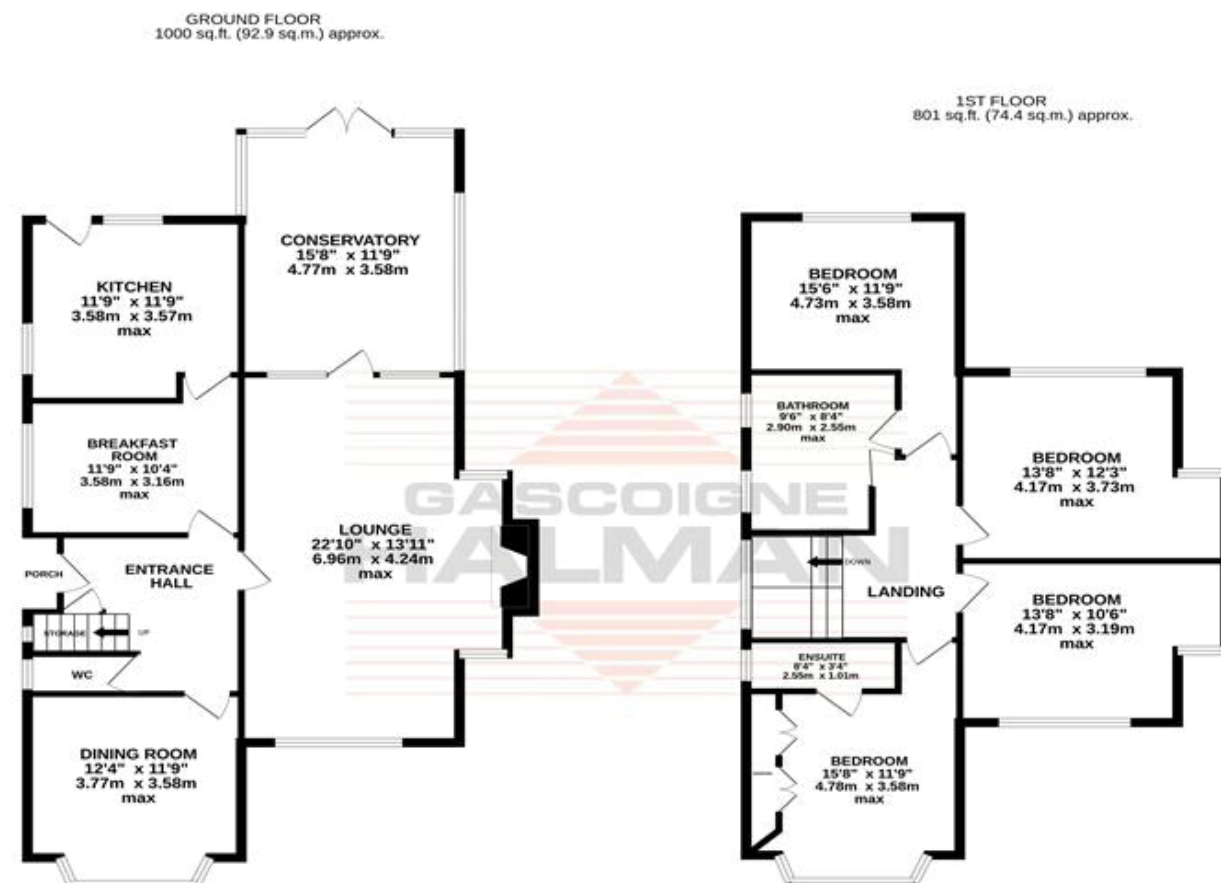 GROUND FLOOR
1000 sq.ft. (92.9 sq.m.) approx.
1ST FLOOR
801 sq.ft. (74.4 sq.m.) approx.
CONSERVATORY
15'8" x 11'9"
4.77m x 3.58m
KITCHEN
11'9" x 11'9"
3.58m x 3.57m
max
BREAKFAST
ROOM
11'9" x 10'4"
3.58m x 3.16m
max
LOUNGE
22'10" x 13'11"
6.96m x 4.24m
max
PORCH
ENTRANCE
HALL
STORAGE
UP
WC
DINING ROOM
12'4" x 11'9"
3.77m x 3.58m
max
GASCOIGNE
HALMAN
BEDROOM
15'6" x 11'9"
4.73m x 3.58m
max
BATHROOM
9'6" x 8'4"
2.90m x 2.55m
max
BEDROOM
13'8" x 12'3"
4.17m x 3.73m
max
DOWN
LANDING
BEDROOM
13'8" x 10'6"
4.17m x 3.19m
max
ENSUITE
8'4" x 3'4"
2.55m x 1.01m
BEDROOM
15'8" x 11'9"
4.78m x 3.58m
max